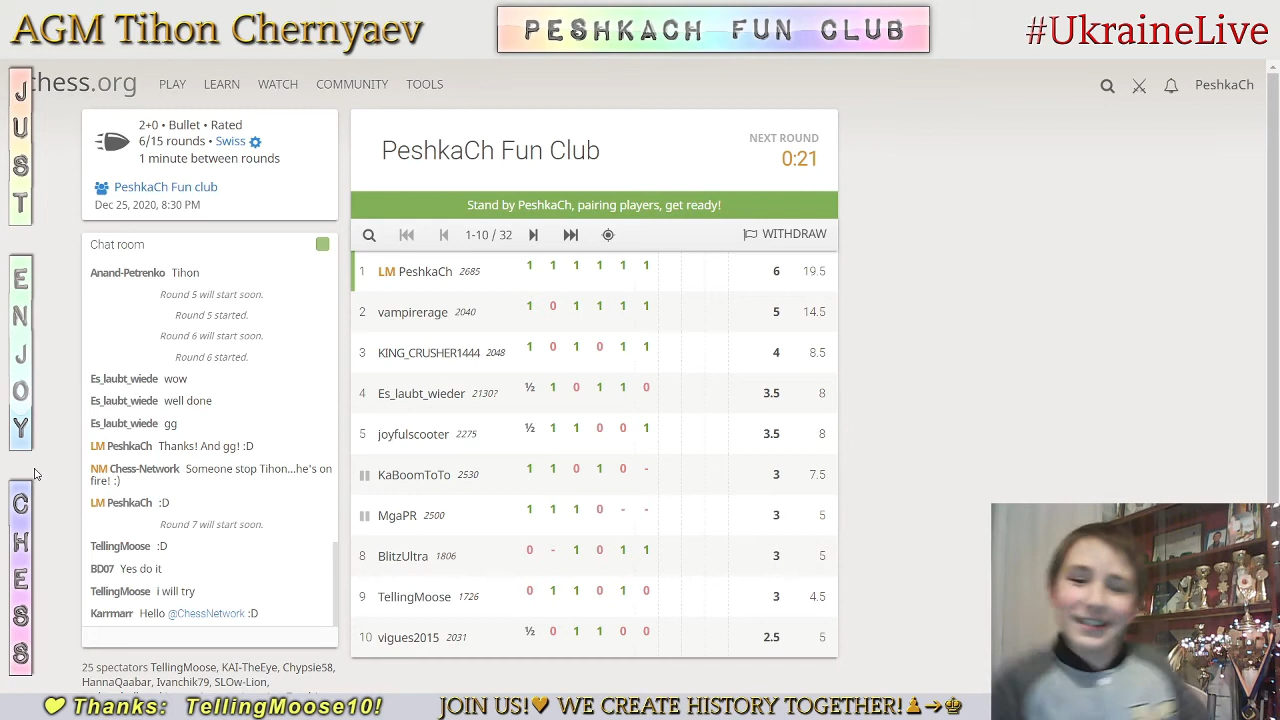 AGM Tihon Chernyaev
PESHKACH FUN CLUB
#UkraineLive
JUST
ENJOY
CHESS
chess.org
PLAY
LEARN
WATCH
COMMUNITY
TOOLS
PeshkaCh
2+0 • Bullet • Rated
6/15 rounds • Swiss
1 minute between rounds
PeshkaCh Fun club
Dec 25, 2020, 8:30 PM
Chat room
Anand-Petrenko Tihon
Round 5 will start soon.
Round 5 started.
Round 6 will start soon.
Round 6 started.
Es_laubt_wiede wow
Es_laubt_wiede well done
Es_laubt_wiede gg
LM PeshkaCh Thanks! And gg! :D
NM Chess-Network Someone stop Tihon...he's on
fire! :)
LM PeshkaCh :D
Round 7 will start soon.
TellingMoose :D
BD07 Yes do it
TellingMoose i will try
Karrmarr Hello @ChessNetwork :D
25 spectators TellingMoose, KAI-TheEye, Chypsie58,
HannaQaabar, Ivanchik79, SLOw-Lion,
PeshkaCh Fun Club
NEXT ROUND
0:21
Stand by PeshkaCh, pairing players, get ready!
1-10 / 32
WITHDRAW
1 LM PeshkaCh 2685 1 1 1 1 1 1 6 19.5
2 vampirerage 2040 1 0 1 1 1 1 5 14.5
3 KING_CRUSHER1444 2048 1 0 1 0 1 1 4 8.5
4 Es_laubt_wieder 2130? ½ 1 0 1 1 0 3.5 8
5 joyfulscooter 2275 ½ 1 1 0 0 1 3.5 8
KaBoomToTo 2530 1 1 0 1 0 - 3 7.5
MgaPR 2500 1 1 1 0 - - 3 5
8 BlitzUltra 1806 0 - 1 0 1 1 3 5
9 TellingMoose 1726 0 1 1 0 1 0 3 4.5
10 vigues2015 2031 ½ 0 1 1 0 0 2.5 5
Thanks: TellingMoose10!
JOIN US! WE CREATE HISTORY TOGETHER!